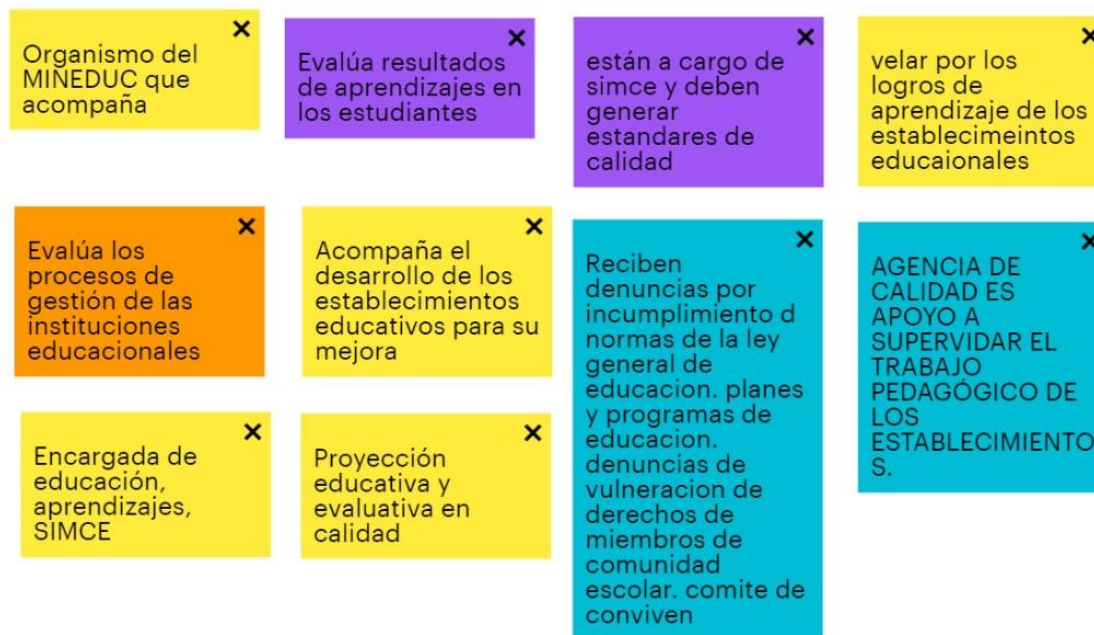 Organismo del
MINEDUC que
acompaña
Evalúa resultados
de aprendizajes en
los estudiantes
están a cargo de
simce y deben
generar
estandares de
calidad
velar por los
logros de
aprendizaje de los
establecimeintos
educaionales
Evalúa los
procesos de
gestión de las
instituciones
educacionales
Acompaña el
desarrollo de los
establecimientos
educativos para su
mejora
Reciben
denuncias por
incumplimiento d
normas de la ley
general de
educacion. planes
y programas de
educacion.
denuncias de
vulneracion de
derechos de
miembros de
comunidad
escolar. comite de
conviven
AGENCIA DE
CALIDAD ES
APOYO A
SUPERVIDAR EL
TRABAJO
PEDAGÓGICO DE
LOS
ESTABLECIMIENTO
S.
Encargada de
educación,
aprendizajes,
SIMCE
Proyección
educativa y
evaluativa en
calidad